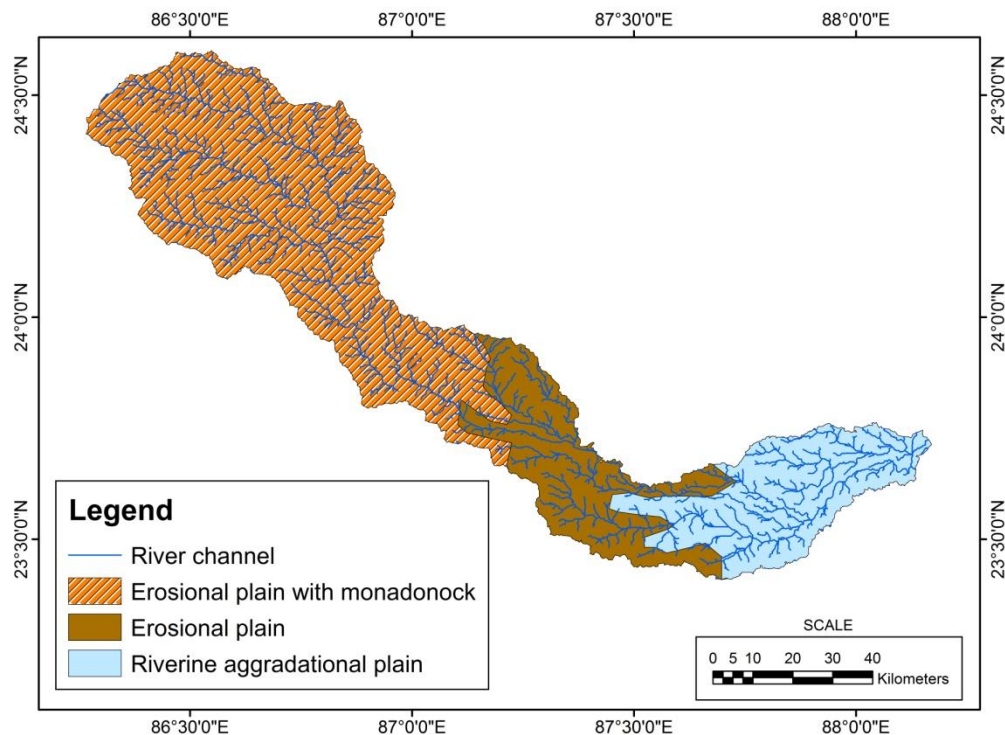 86°30'0"E 87°0'0"E 87°30'0"E 88°0'0"E
24°30'0"N 24°30'0"N
24°0'0"N 24°0'0"N
23°30'0"N 23°30'0"N
Legend
River channel
Erosional plain with monadonock
Erosional plain
Riverine aggradational plain
SCALE
0 5 10 20 30 40
Kilometers
86°30'0"E 87°0'0"E 87°30'0"E 88°0'0"E